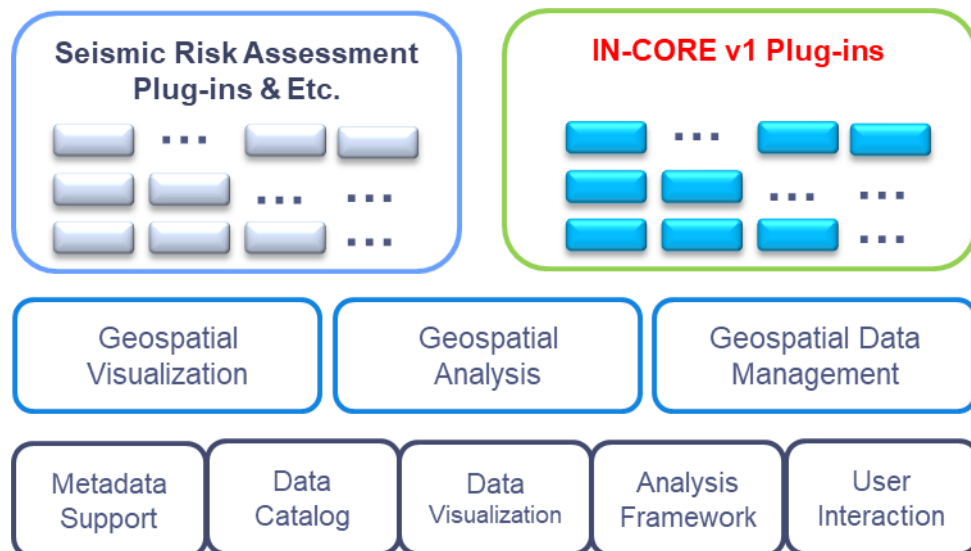 Seismic Risk Assessment
Plug-ins & Etc.
IN-CORE v1 Plug-ins
Geospatial
Visualization
Geospatial
Analysis
Geospatial Data
Management
Metadata
Support
Data
Catalog
Data
Visualization
Analysis
Framework
User
Interaction